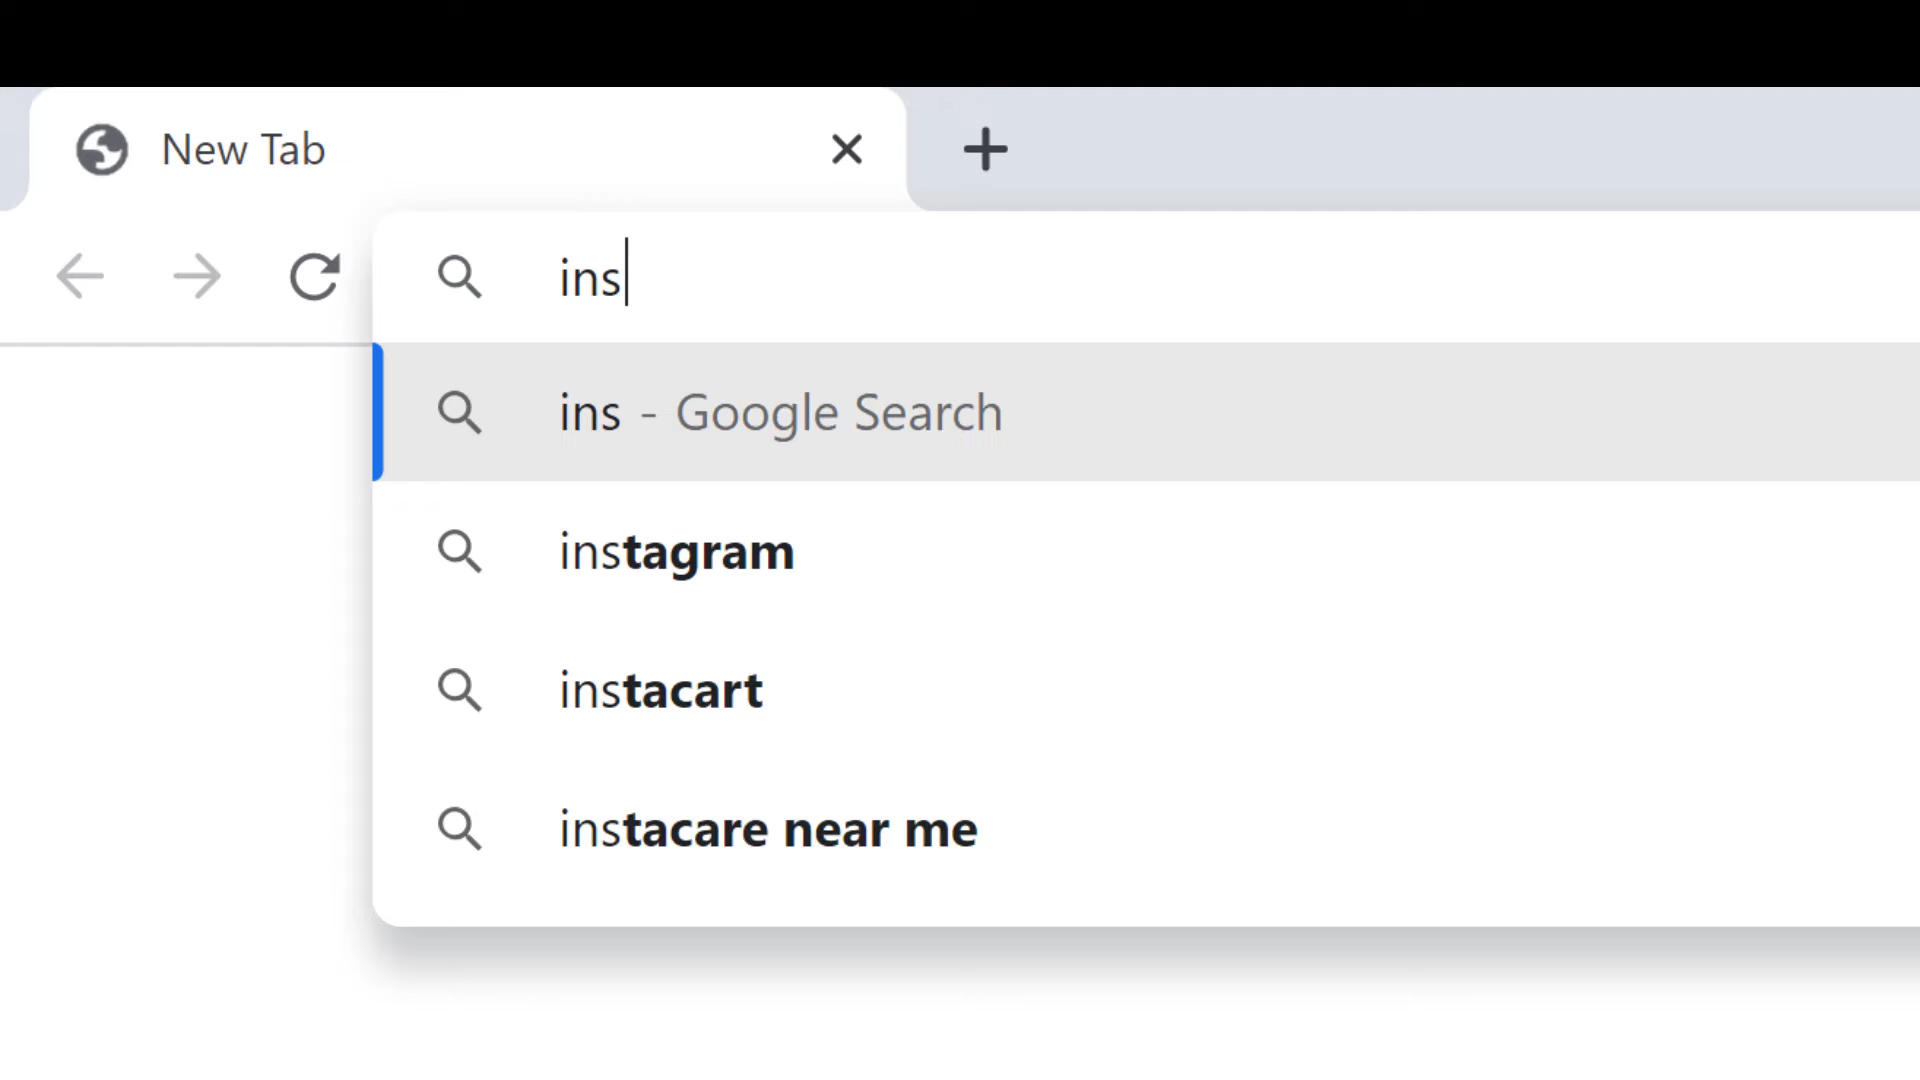 New Tab
ins
ins - Google Search
instagram
instacart
instacare near me